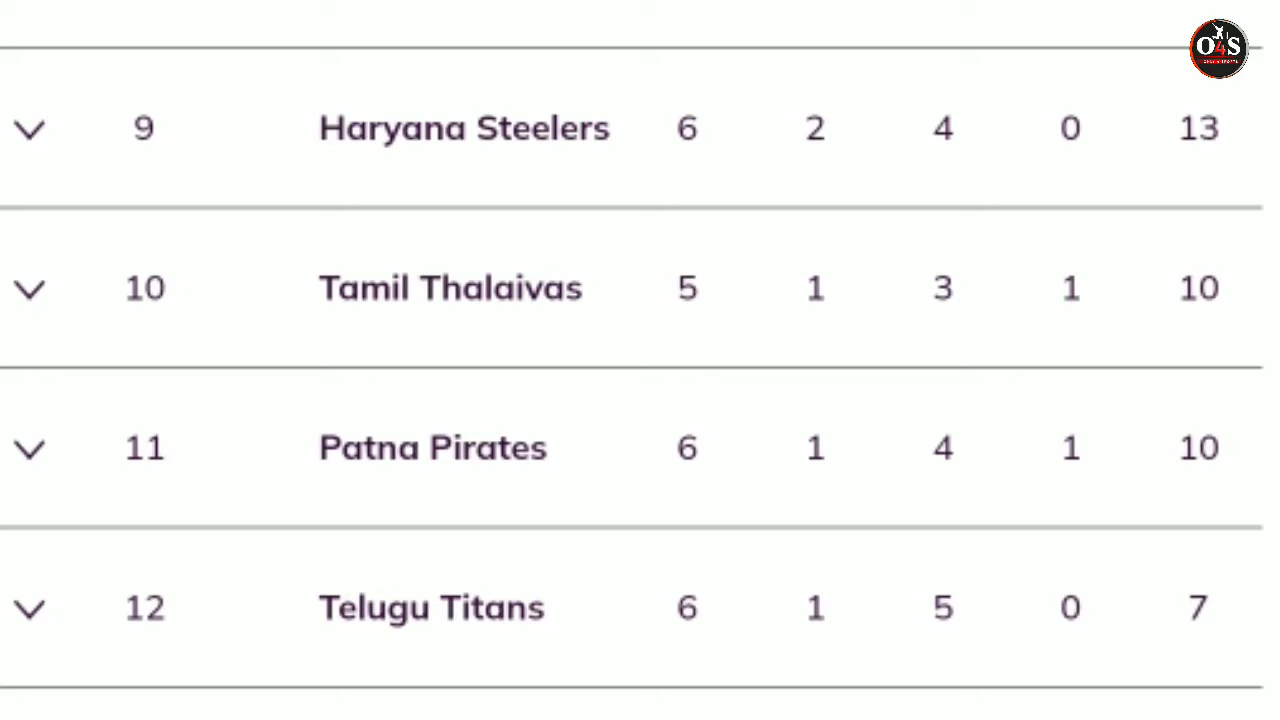 O4S
9 Haryana Steelers 6 2 4 0 13
10 Tamil Thalaivas 5 1 3 1 10
11 Patna Pirates 6 1 4 1 10
12 Telugu Titans 6 1 5 0 7